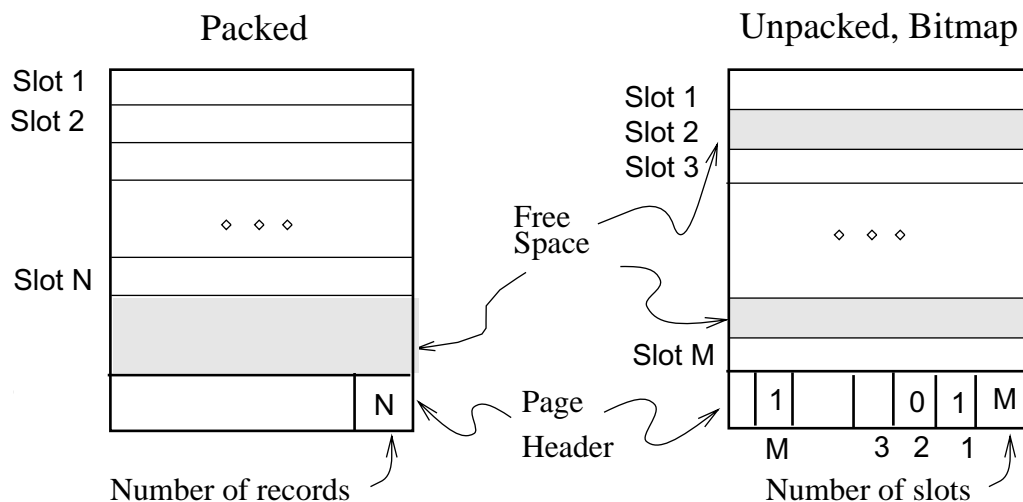 Packed
Slot 1
Slot 2
Slot N
N
Number of records
Free
Space
Page
Header
Unpacked, Bitmap
Slot 1
Slot 2
Slot 3
Slot M
1 0 1 M
M 3 2 1
Number of slots